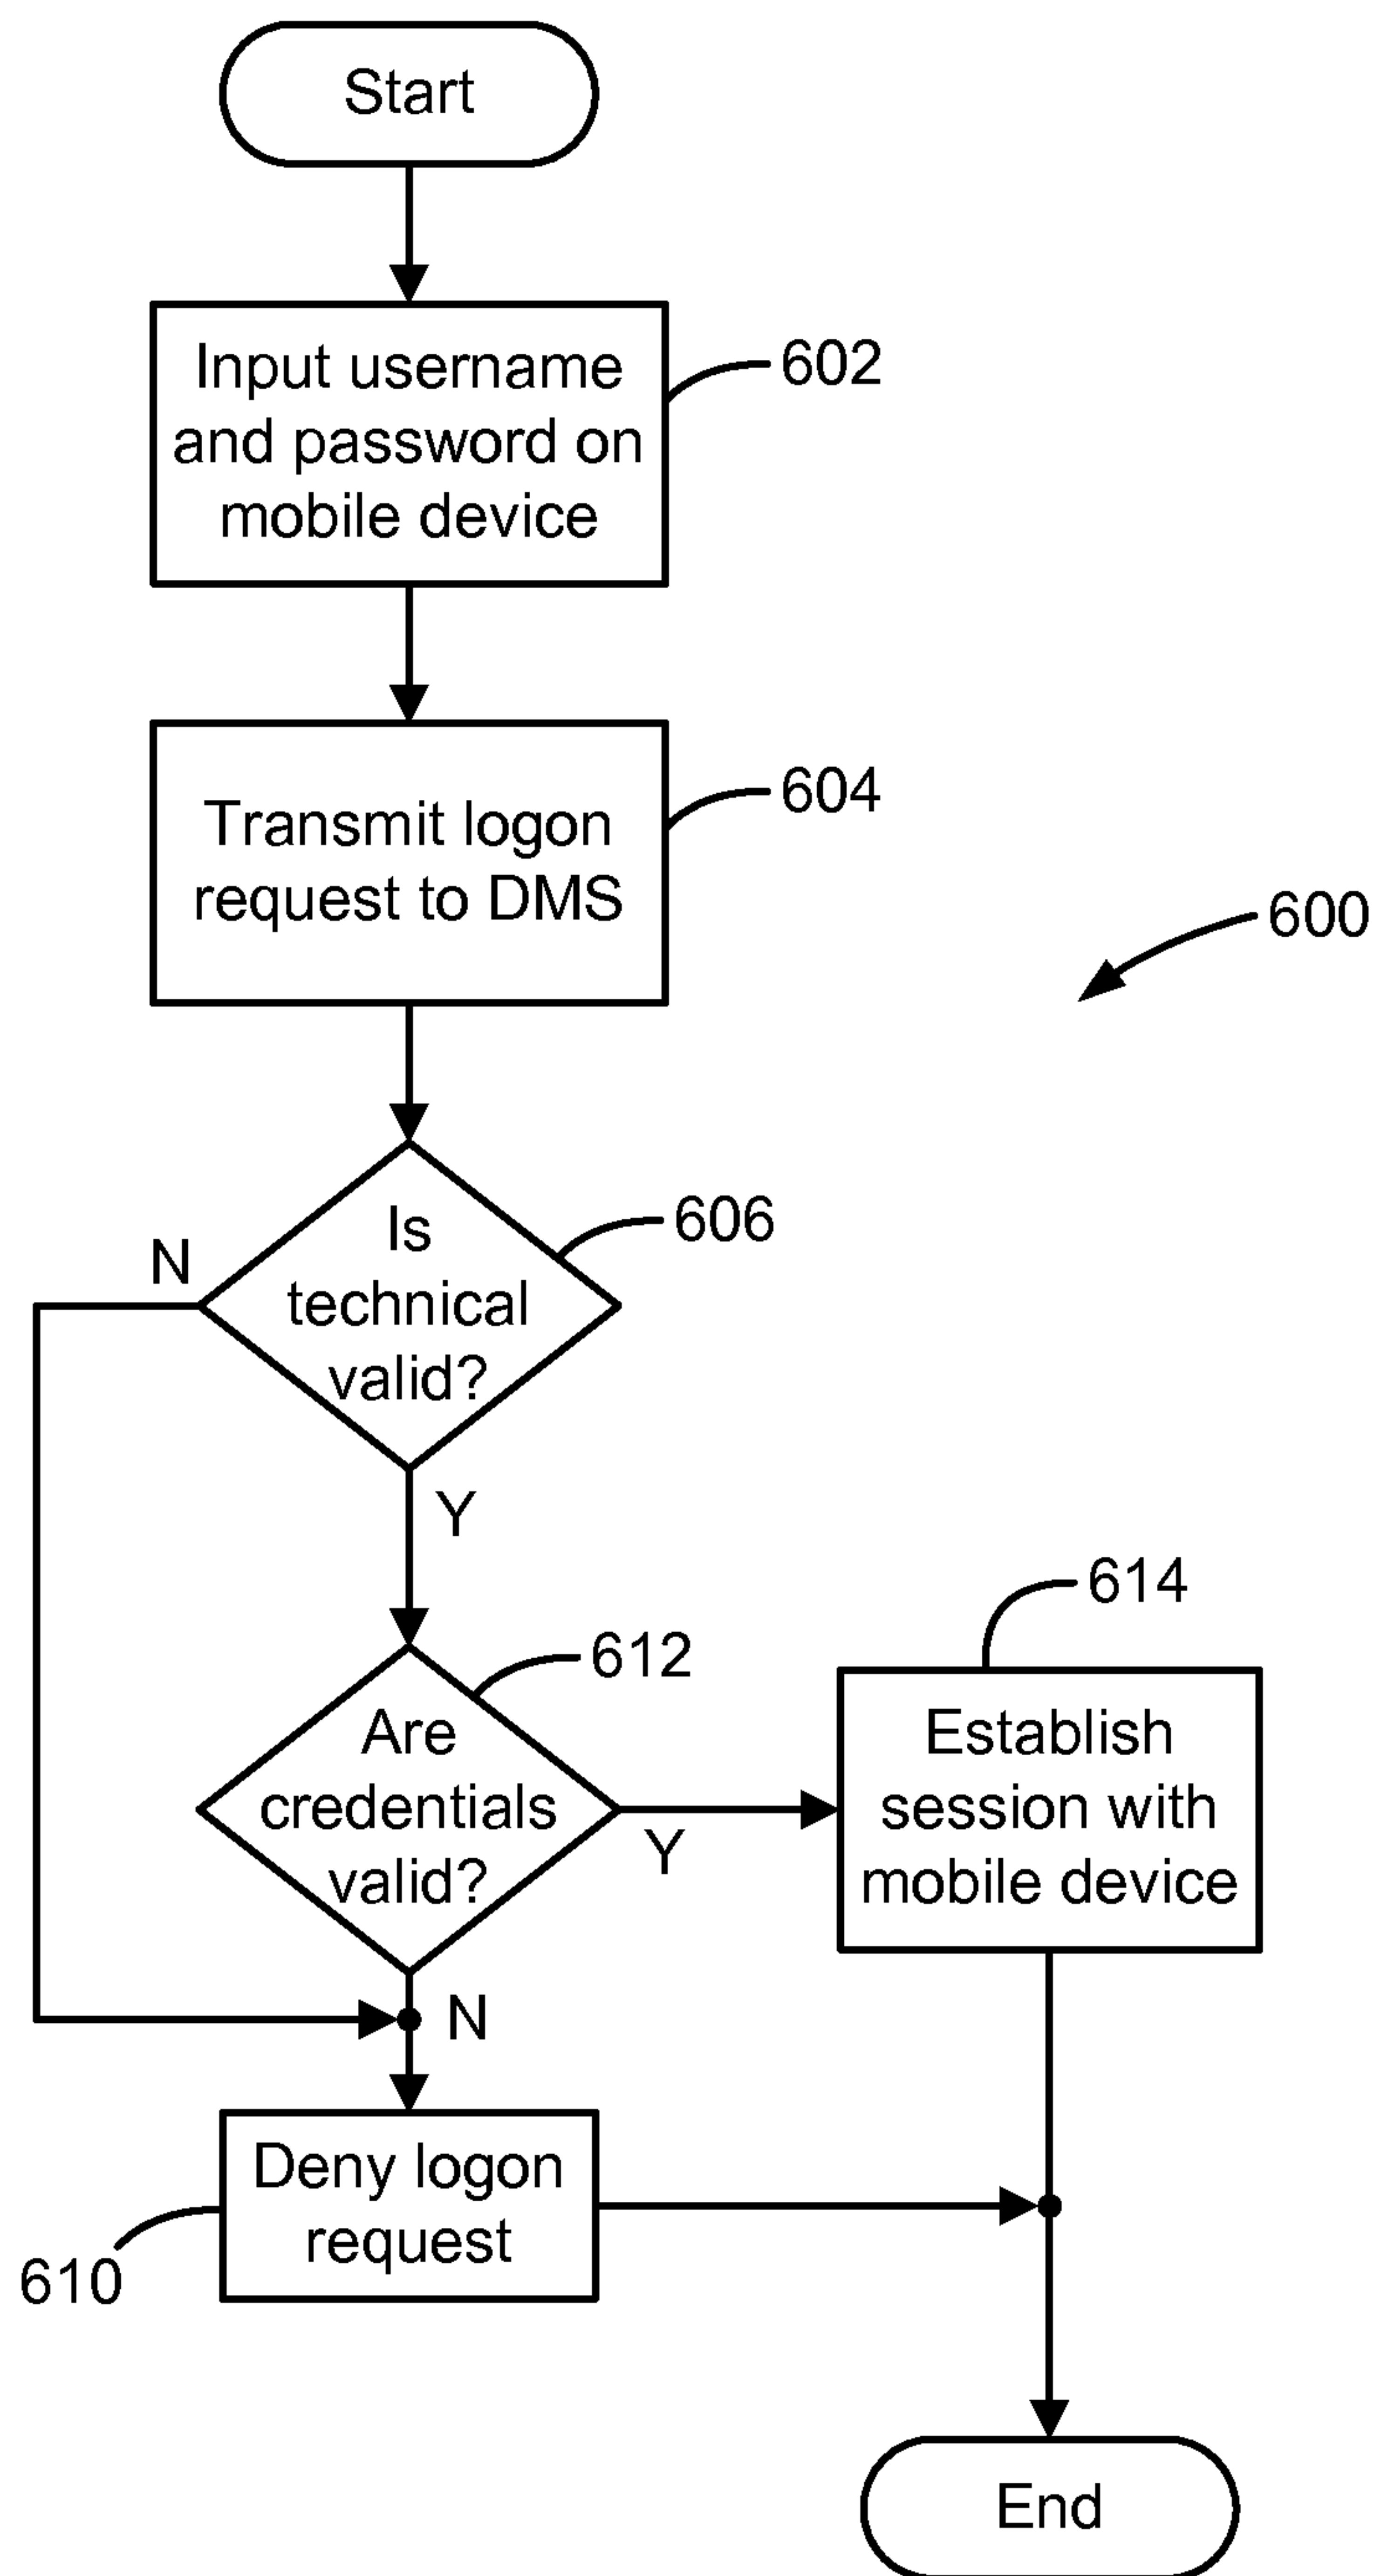 Start
Input username
and password on
mobile device
602
Transmit logon
request to DMS
604
600
Is
technical
valid?
606
N
Y
Are
credentials
valid?
612
Y
N
Establish
session with
mobile device
614
Deny logon
request
610
End